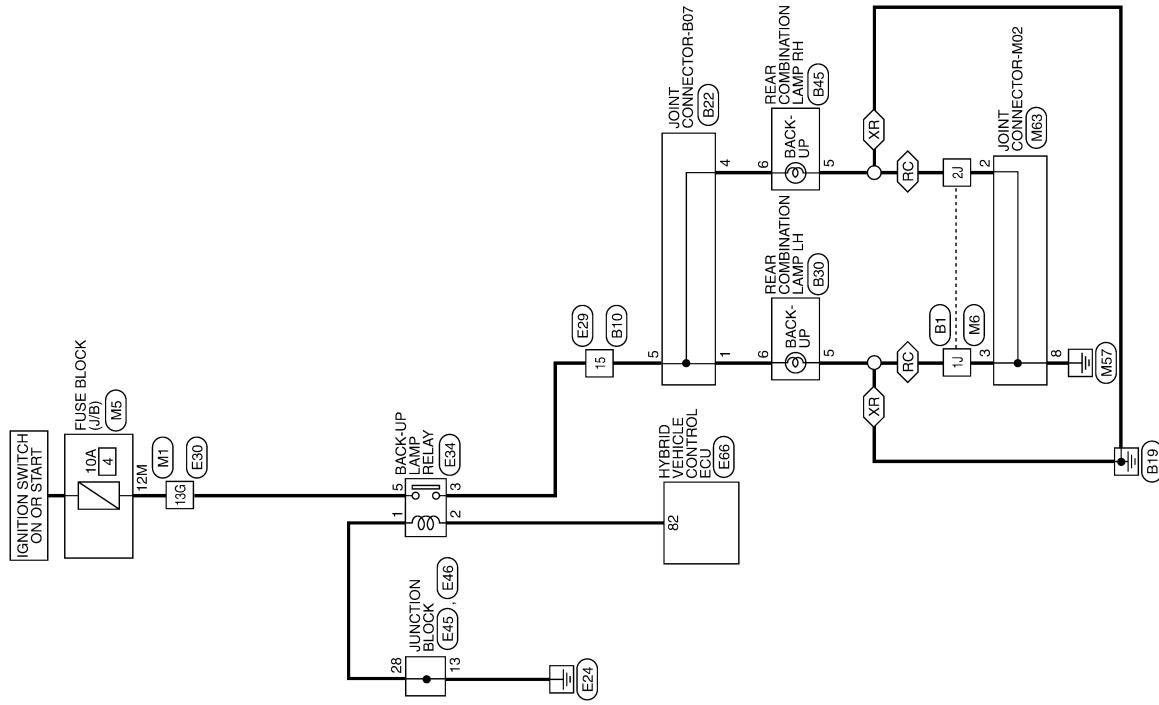 IGNITION SWITCH
ON OR START
FUSE BLOCK
(J/B)
M5
10A
4
12M
M1
13G
E30
BACK-UP
LAMP
RELAY
E34
1
5
2
3
JUNCTION
BLOCK
E45 , E46
28
13
E24
HYBRID
VEHICLE
CONTROL
ECU
E66
82
E29
15
B10
JOINT
CONNECTOR-B07
B22
5
1
4
REAR
COMBINATION
LAMP LH
B30
6
BACK-
UP
5
REAR
COMBINATION
LAMP RH
B45
6
BACK-
UP
5
XR
RC
XR
RC
B1
1J
M6
2J
JOINT
CONNECTOR-M02
M63
3
2
8
M57
B19